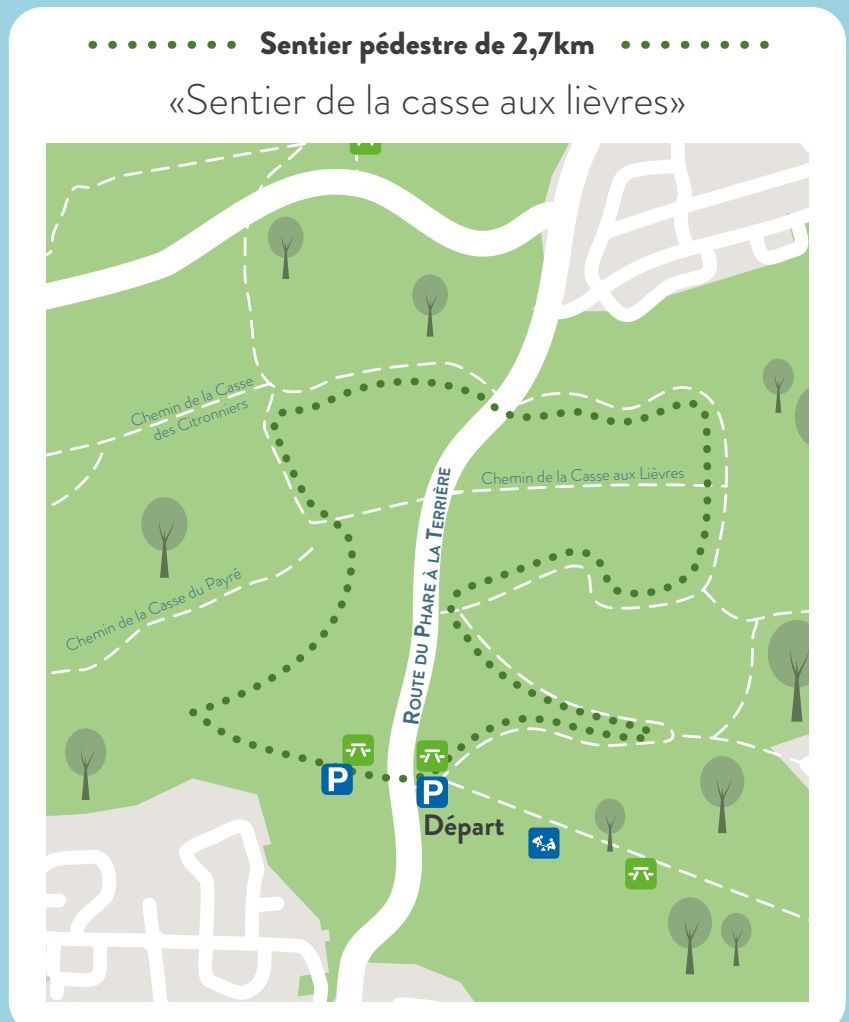 Sentier pédestre de 2,7km
«Sentier de la casse aux lièvres»
Chemin de la Casse
des Citronniers
Chemin de la Casse aux Lièvres
Route du Phare à la Terrière
Chemin de la Casse du Payré
P
P
Départ